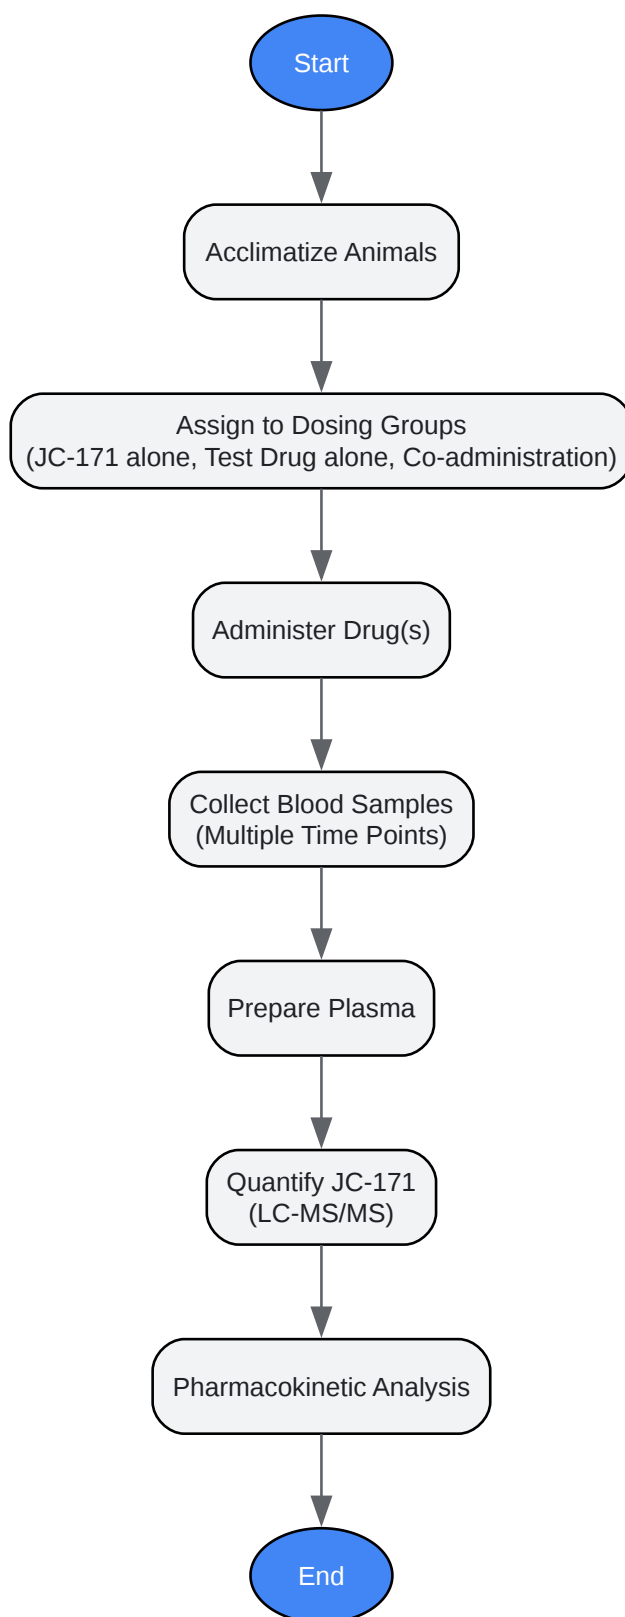 Start
Acclimatize Animals
Assign to Dosing Groups
(JC-171 alone, Test Drug alone, Co-administration)
Administer Drug(s)
Collect Blood Samples
(Multiple Time Points)
Prepare Plasma
Quantify JC-171
(LC-MS/MS)
Pharmacokinetic Analysis
End